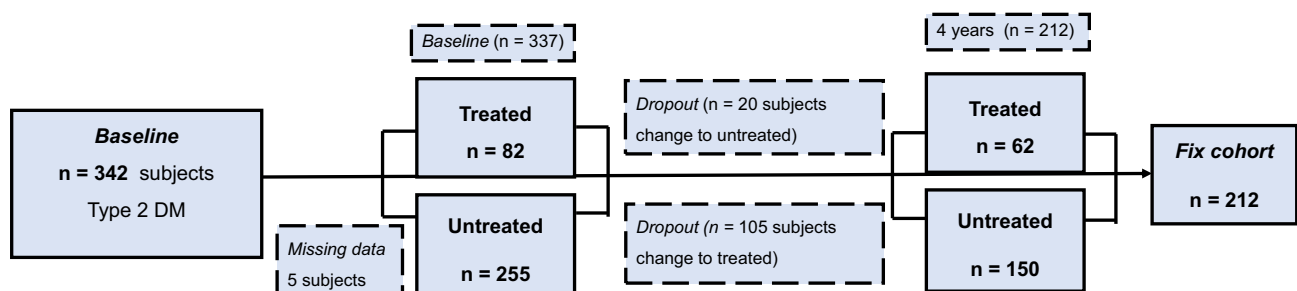 Baseline
n = 342 subjects
Type 2 DM
Missing data
5 subjects
Baseline (n = 337)
Treated
n = 82
Untreated
n = 255
Dropout (n = 20 subjects
change to untreated)
Dropout (n = 105 subjects
change to treated)
4 years (n = 212)
Treated
n = 62
Untreated
n = 150
Fix cohort
n = 212